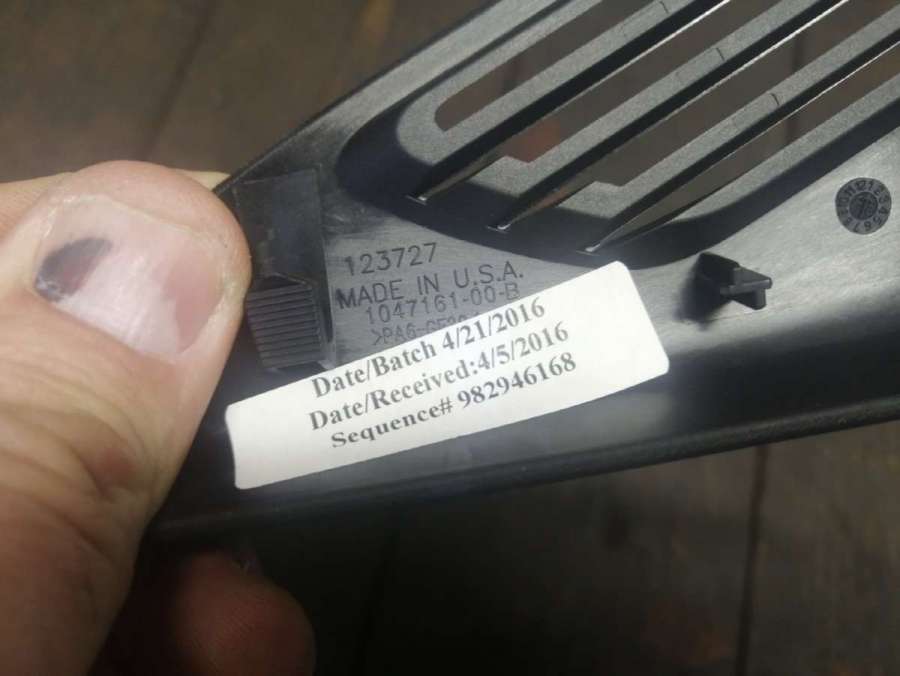 123727
MADE IN U.S.A.
1047161-00-B
Date/Batch 4/21/2016
Date/Received:4/5/2016
Sequence# 982946168